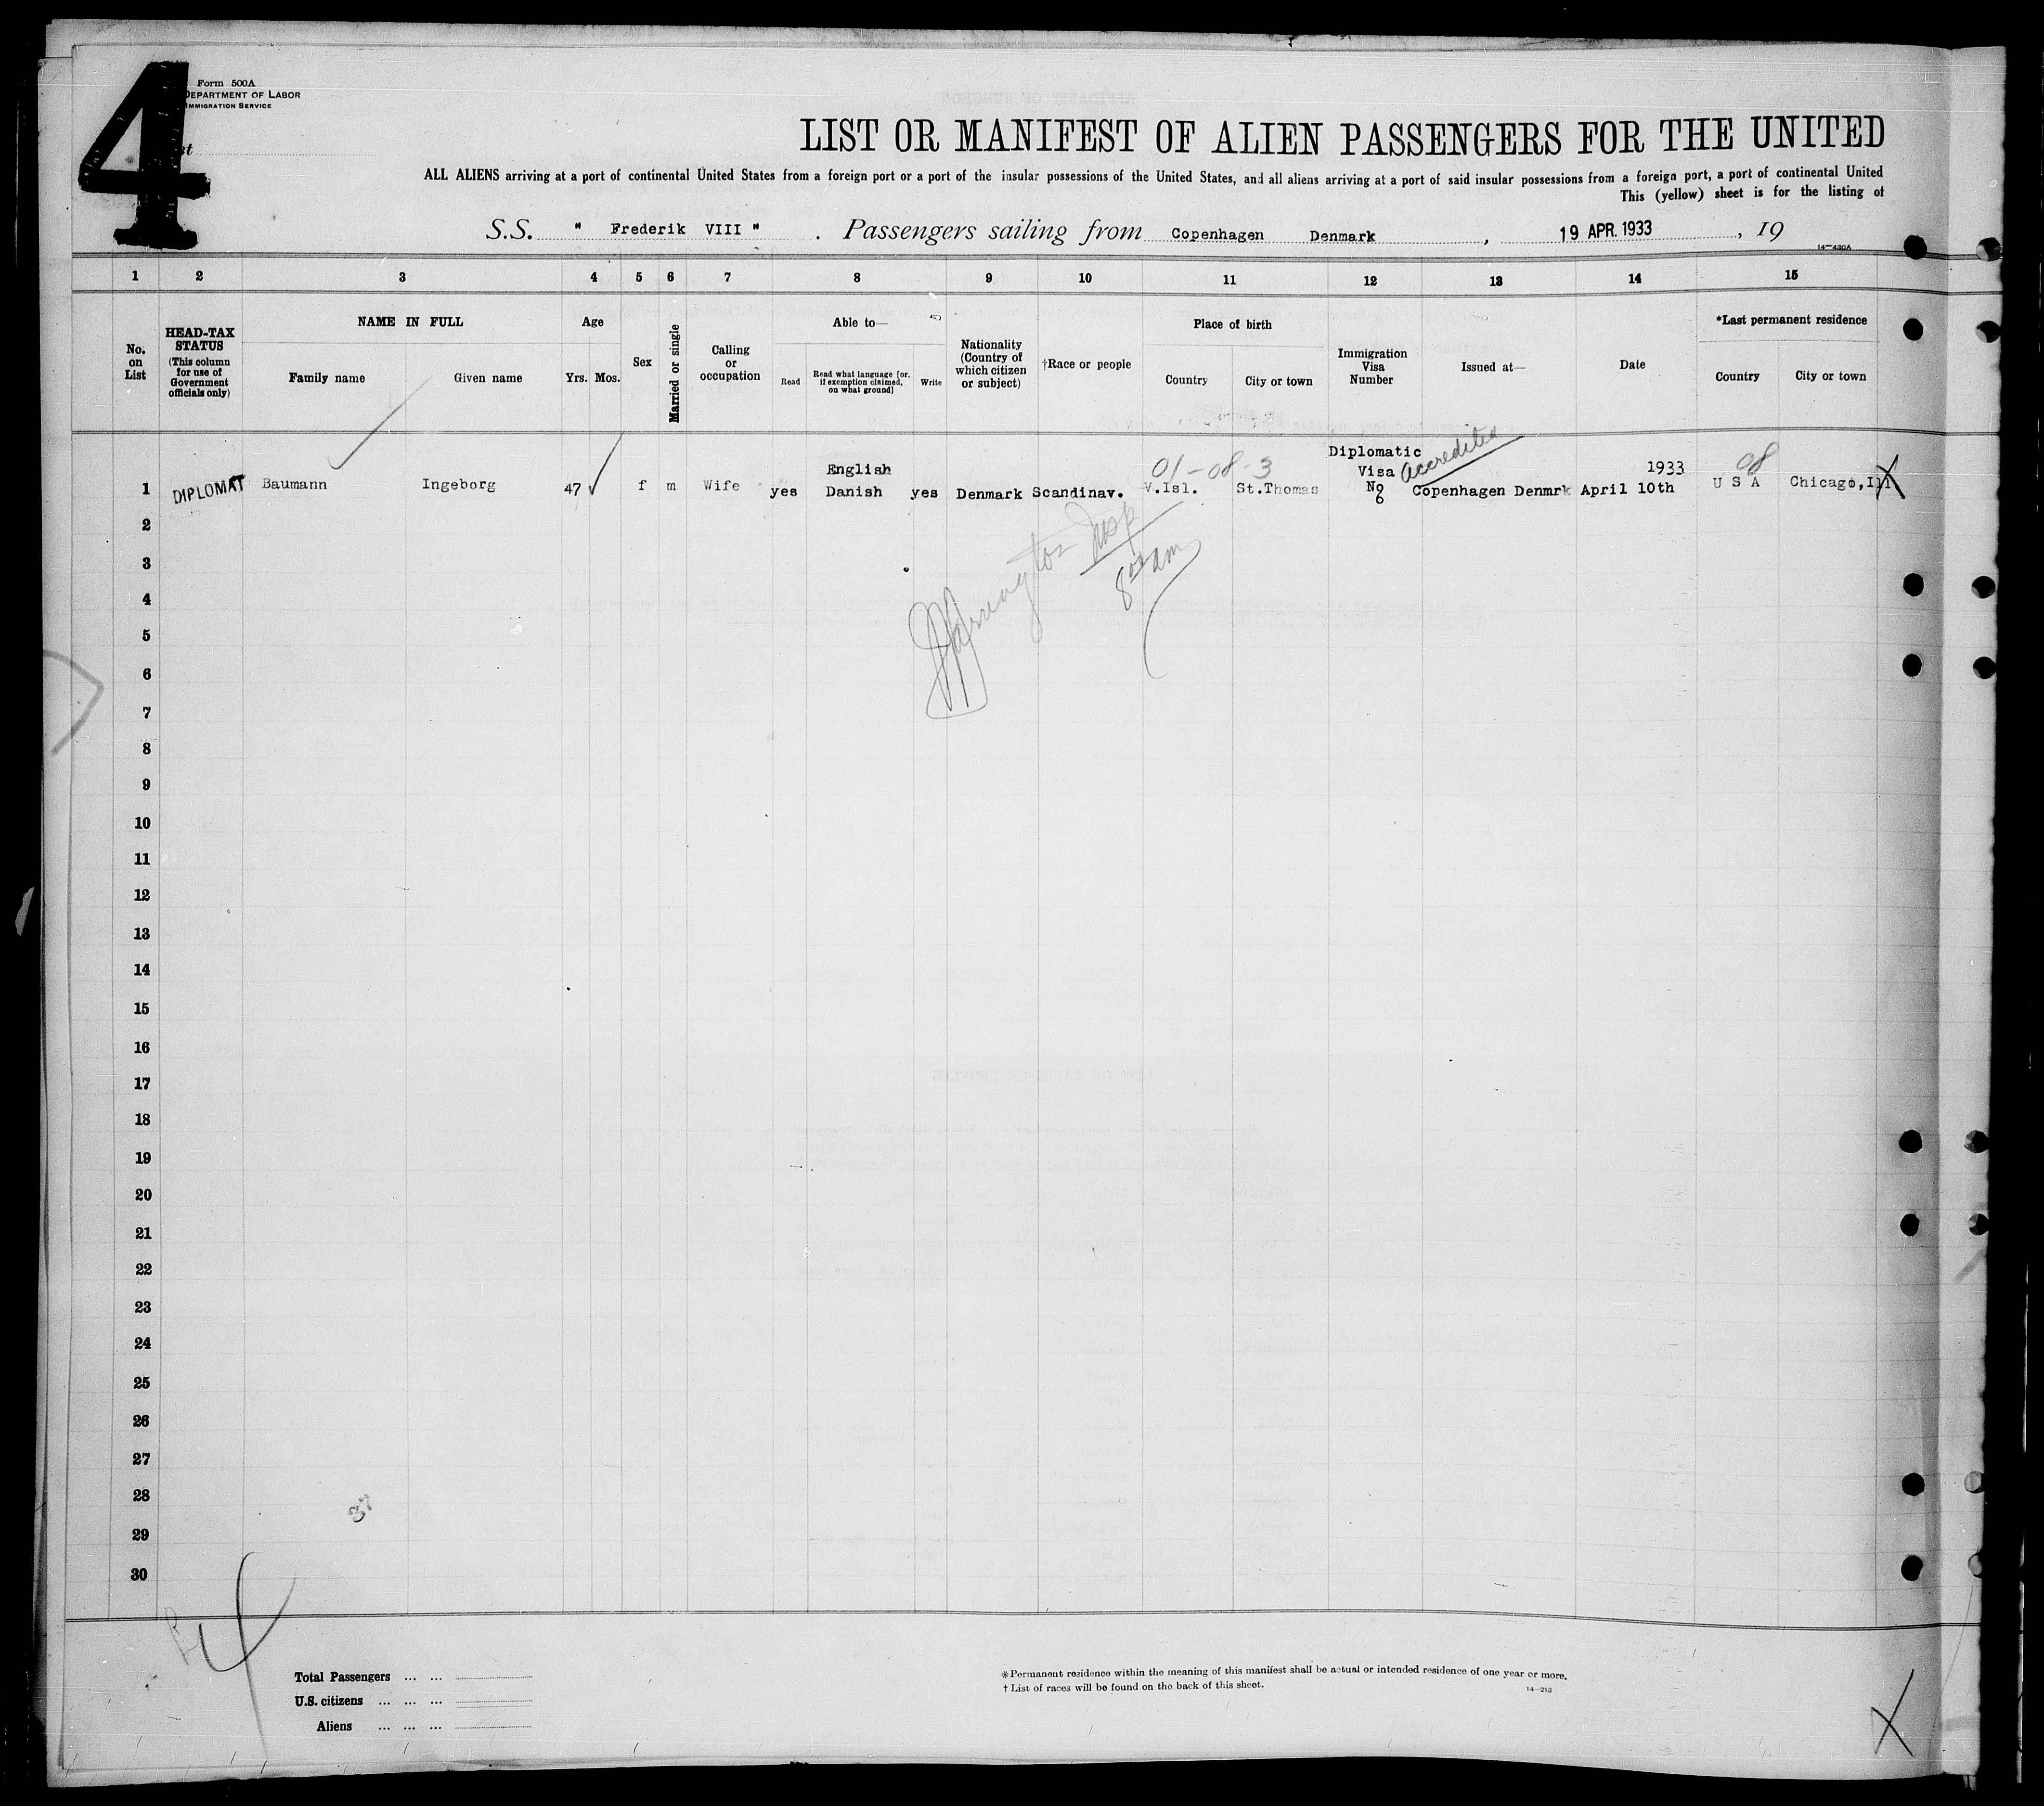 4
Form 500A
DEPARTMENT OF LABOR
IMMIGRATION SERVICE
st
LIST OR MANIFEST OF ALIEN PASSENGERS FOR THE UNITED
ALL ALIENS arriving at a port of continental United States from a foreign port or a port of the insular possessions of the United States, and all aliens arriving at a port of said insular possessions from a foreign port, a port of continental United
This (yellow) sheet is for the listing of
S.S. " Frederik VIII " . Passengers sailing from Copenhagen Denmark , 19 APR. 1933 , 19
14—430A
1 2 3 4 5 6 7 8 9 10 11 12 13 14 15
No. on List
HEAD-TAX STATUS (This column for use of Government officials only)
NAME IN FULL
Family name Given name
Age
Yrs. Mos.
Sex
Married or single
Calling or occupation
Able to—
Read
Read what language [or, if exemption claimed, on what ground]
Write
Nationality (Country of which citizen or subject)
†Race or people
Place of birth
Country City or town
Immigration Visa Number
Issued at—
Date
*Last permanent residence
Country City or town
01-08-3 Accredited 08
English Diplomatic Visa 1933
1 DIPLOMAT Baumann Ingeborg 47 f m Wife yes Danish yes Denmark Scandinav. V.Isl. St.Thomas No 6 Copenhagen Denmrk April 10th U S A Chicago,Ill X
Insp
8 00 am
2
3
4
5
6
7
8
9
10
11
12
13
14
15
16
17
18
19
20
21
22
23
24
25
26
27
28
29
30
4
Total Passengers ... ...
U.S. citizens ... ... ...
Aliens ... ... ...
*Permanent residence within the meaning of this manifest shall be actual or intended residence of one year or more.
† List of races will be found on the back of this sheet.
14—213
X